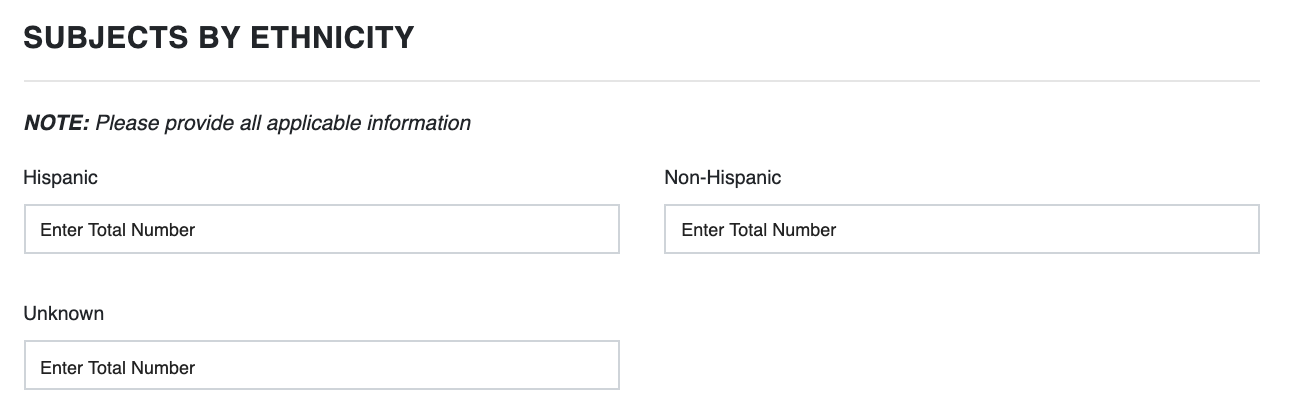 SUBJECTS BY ETHNICITY
NOTE: Please provide all applicable information
Hispanic
Non-Hispanic
Enter Total Number
Enter Total Number
Unknown
Enter Total Number